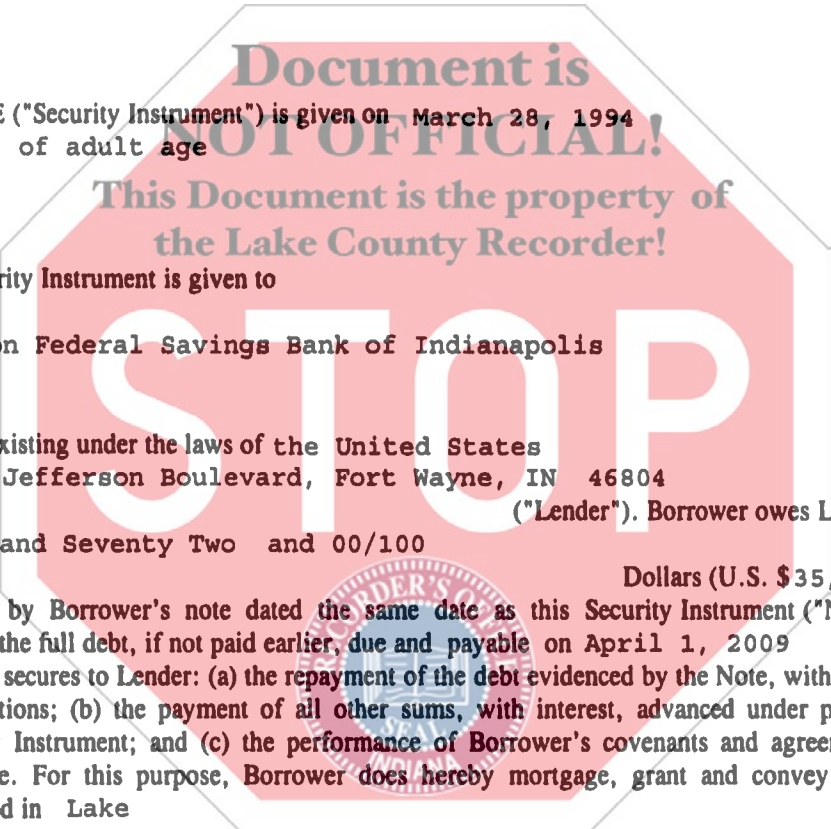 Document is
E ("Security Instrument") is given on March 28, 1994
NOT OFFICIAL!
of adult age
This Document is the property of
the Lake County Recorder!
rity Instrument is given to
STOP
on Federal Savings Bank of Indianapolis
xisting under the laws of the United States
Jefferson Boulevard, Fort Wayne, IN 46804
("Lender"). Borrower owes L
and Seventy Two and 00/100
Dollars (U.S. $35,
by Borrower's note dated the same date as this Security Instrument ("N
the full debt, if not paid earlier, due and payable on April 1, 2009
secures to Lender: (a) the repayment of the debt evidenced by the Note, with
tions; (b) the payment of all other sums, with interest, advanced under p
y Instrument; and (c) the performance of Borrower's covenants and agreer
e. For this purpose, Borrower does hereby mortgage, grant and convey
d in Lake
RECORDER'S OFFICE
SEAL
INDIANA